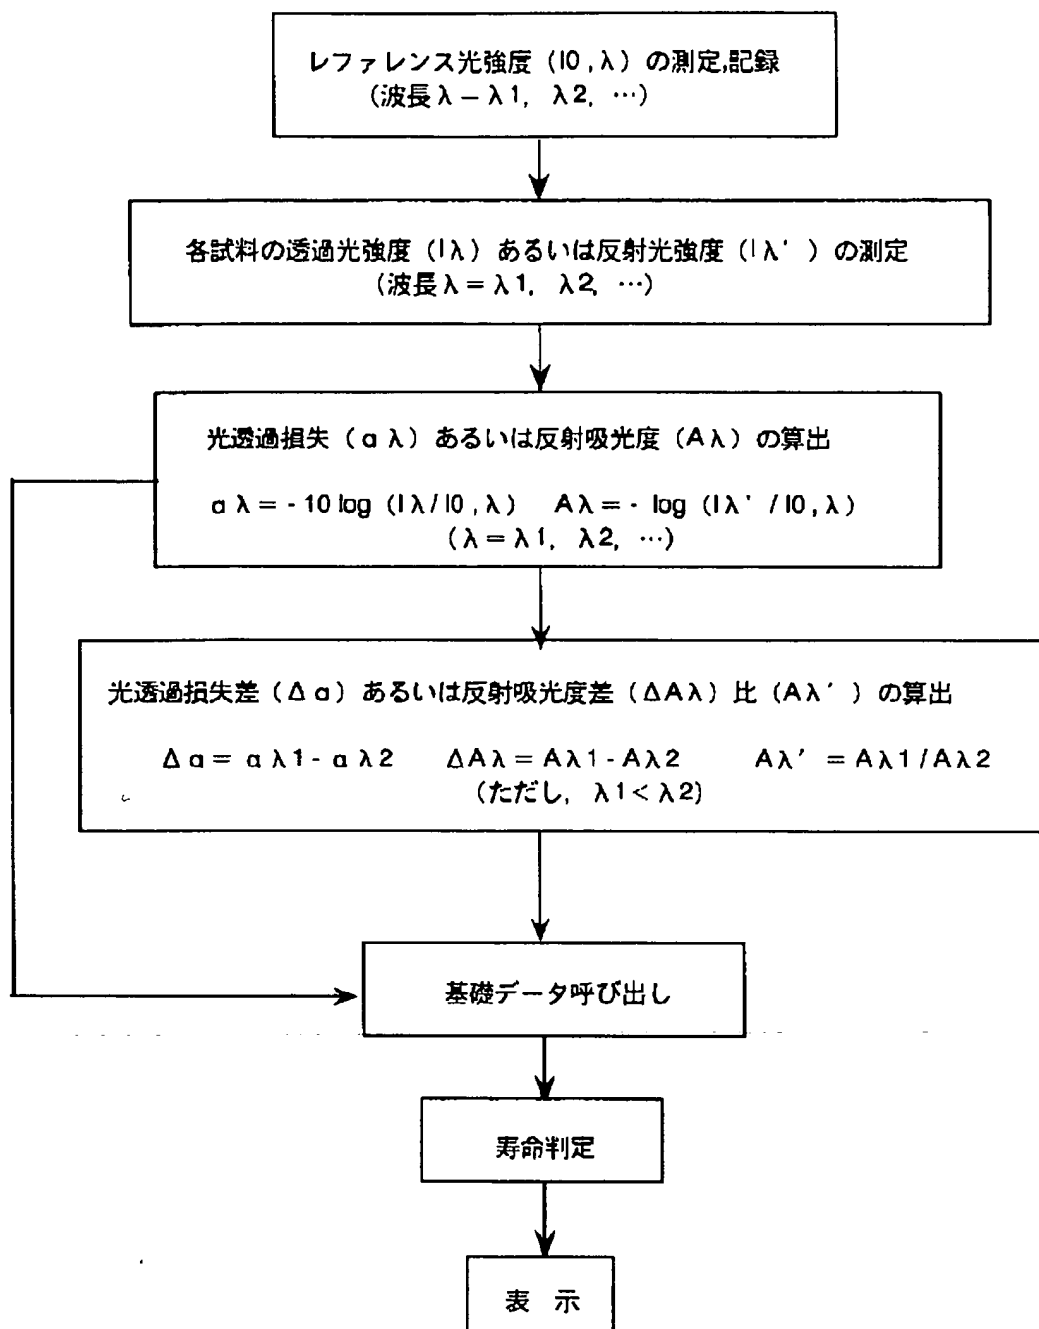 レファレンス光強度（I0,λ）の測定,記録
（波長λ－λ1, λ2, …）
各試料の透過光強度（Iλ）あるいは反射光強度（Iλ'）の測定
（波長λ＝λ1, λ2, …）
光透過損失（αλ）あるいは反射吸光度（Aλ）の算出
αλ＝-10log（Iλ/I0,λ） Aλ＝- log（Iλ'/I0,λ）
（λ＝λ1, λ2, …）
光透過損失差（Δα）あるいは反射吸光度差（ΔAλ）比（Aλ'）の算出
Δα＝αλ1-αλ2 ΔAλ＝Aλ1-Aλ2 Aλ'＝Aλ1/Aλ2
（ただし, λ1<λ2）
基礎データ呼び出し
寿命判定
表 示